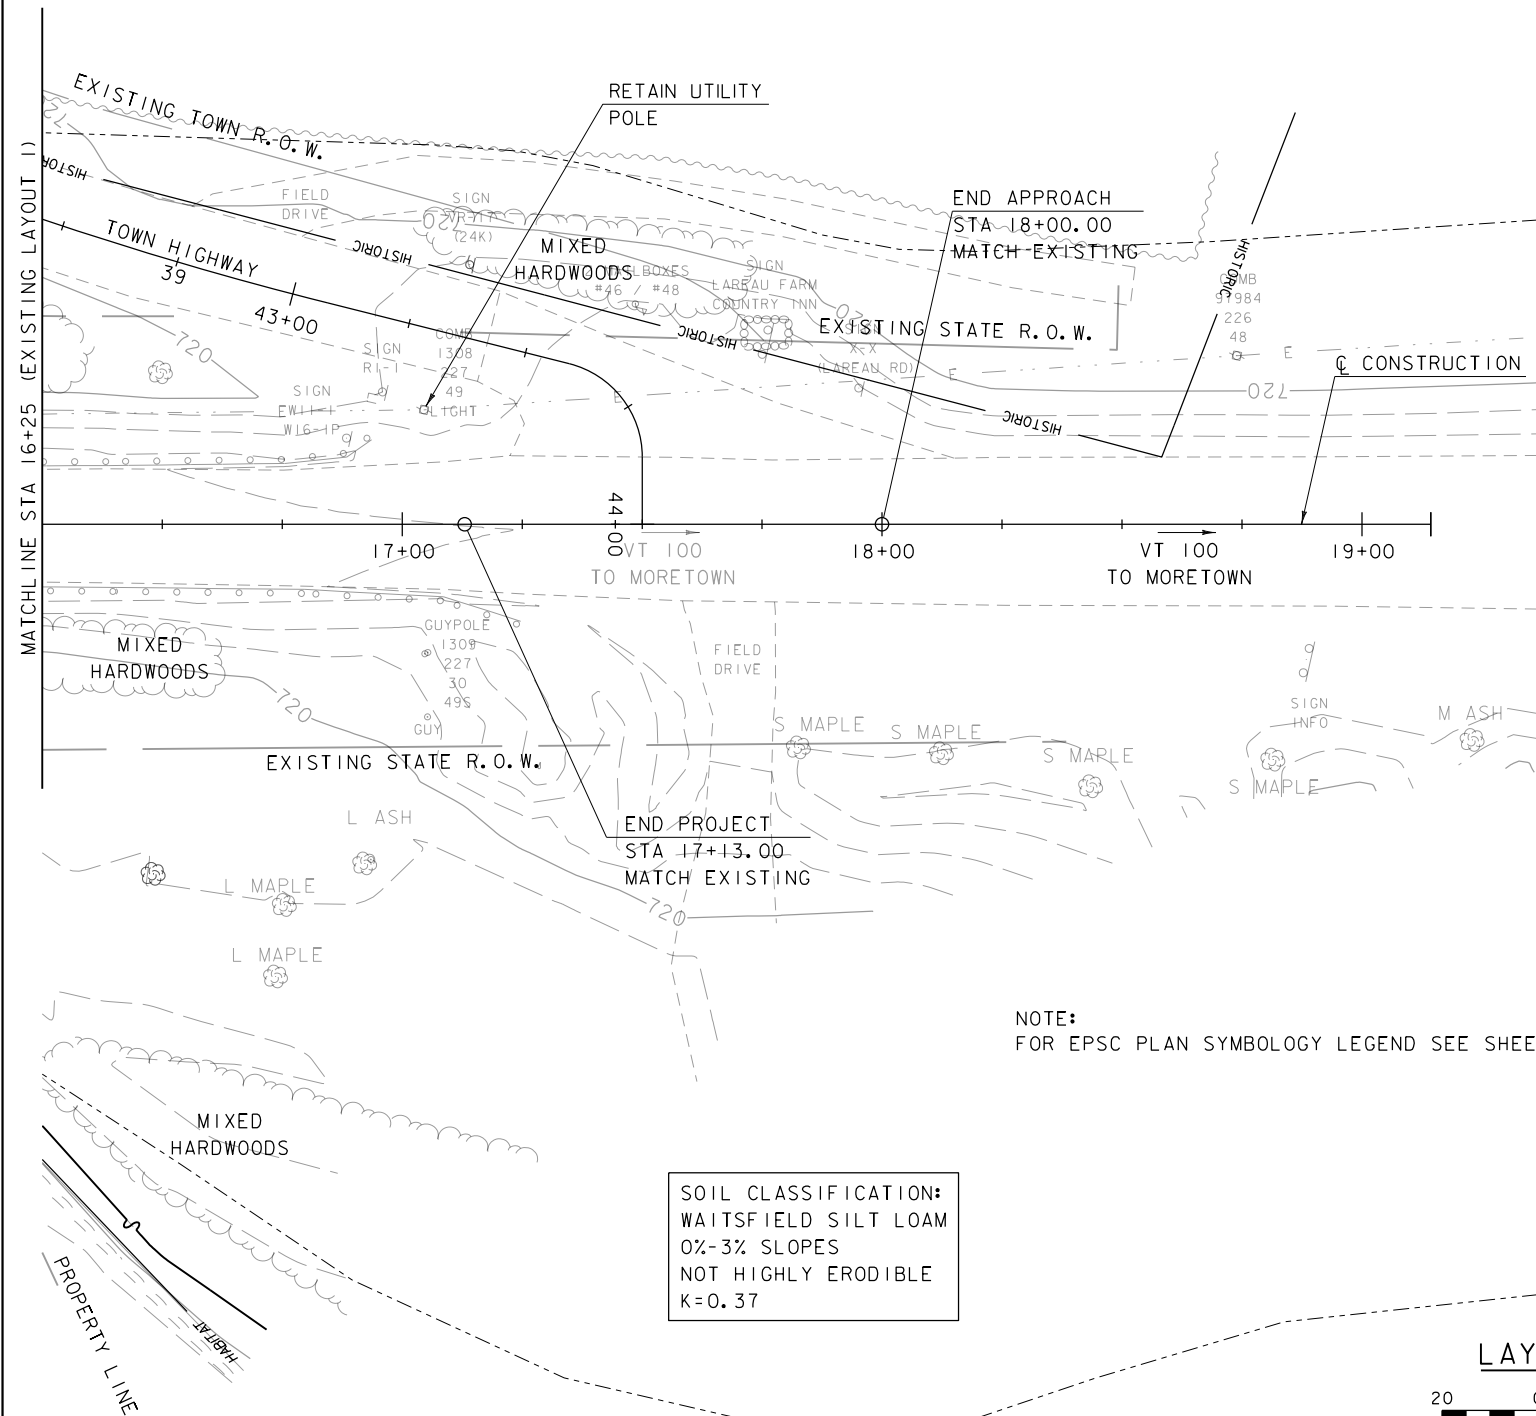 MATCHLINE STA 16+25 (EXISTING LAYOUT 1)
EXISTING TOWN R.O.W.
RETAIN UTILITY
POLE
HISTORIC
FIELD
DRIVE
SIGN
VR-717
(24K)
720
MIXED
HARDWOODS
TOWN HIGHWAY
39
43+00
HISTORIC
MAILBOXES
#46 / #48
SIGN
LAREAU FARM
COUNTRY INN
END APPROACH
STA 18+00.00
MATCH EXISTING
HISTORIC
COMB
97984
226
48
EXISTING STATE R.O.W.
HISTORIC
X-X
(LAREAU RD)
E
E
E
℄ CONSTRUCTION
720
SIGN
R1-1
COMB
1308
227
49
LIGHT
SIGN
EW11-1
W16-1P
720
HISTORIC
17+00
44+00
VT 100
TO MORETOWN
18+00
VT 100
TO MORETOWN
19+00
MIXED
HARDWOODS
GUYPOLE
1309
227
30
49S
GUY
FIELD
DRIVE
720
SIGN
INFO
S MAPLE
S MAPLE
S MAPLE
S MAPLE
M ASH
EXISTING STATE R.O.W.
L ASH
END PROJECT
STA 17+13.00
MATCH EXISTING
L MAPLE
720
L MAPLE
NOTE:
FOR EPSC PLAN SYMBOLOGY LEGEND SEE SHEE
MIXED
HARDWOODS
SOIL CLASSIFICATION:
WAITSFIELD SILT LOAM
0%-3% SLOPES
NOT HIGHLY ERODIBLE
K=0.37
PROPERTY LINE
HABITAT
LAY
20